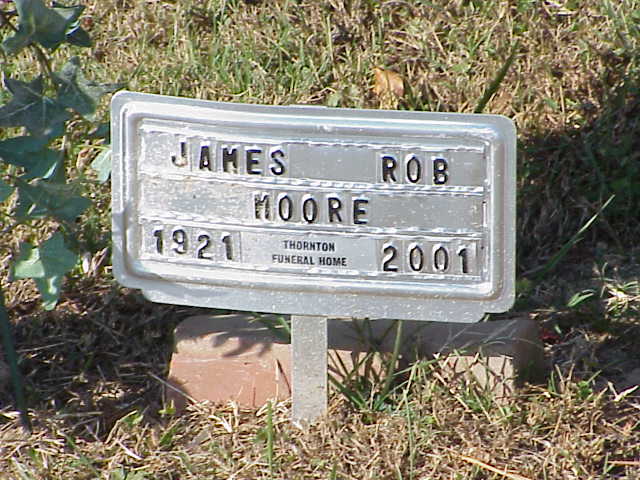 JAMES ROB
MOORE
1921 THORNTON FUNERAL HOME 2001